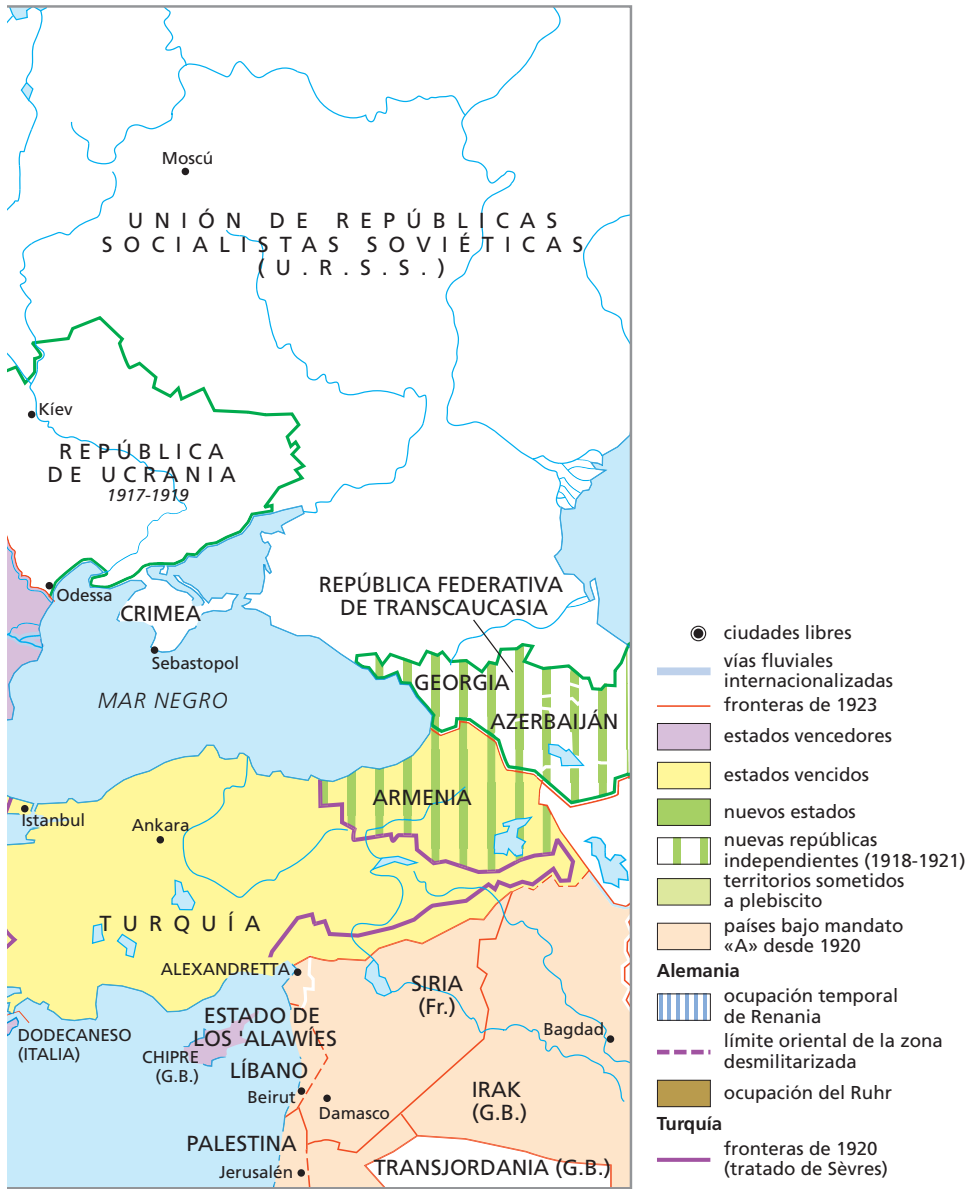 Moscú
UNIÓN DE REPÚBLICAS
SOCIALISTAS SOVIÉTICAS
(U.R.S.S.)
Kíev
REPÚBLICA
DE UCRANIA
1917-1919
Odessa
CRIMEA
Sebastopol
MAR NEGRO
REPÚBLICA FEDERATIVA
DE TRANSCAUCASIA
GEORGIA
AZERBAIJÁN
ARMENIA
Istanbul
Ankara
TURQUÍA
ALEXANDRETTA
DODECANESO
(ITALIA)
ESTADO DE
LOS 'ALAWÍES
CHIPRE
(G.B.)
LÍBANO
Beirut
Damasco
SIRIA
(Fr.)
Bagdad
IRAK
(G.B.)
PALESTINA
Jerusalén
TRANSJORDANIA (G.B.)
ciudades libres
vías fluviales
internacionalizadas
fronteras de 1923
estados vencedores
estados vencidos
nuevos estados
nuevas repúblicas
independientes (1918-1921)
territorios sometidos
a plebiscito
países bajo mandato
«A» desde 1920
Alemania
ocupación temporal
de Renania
límite oriental de la zona
desmilitarizada
ocupación del Ruhr
Turquía
fronteras de 1920
(tratado de Sèvres)